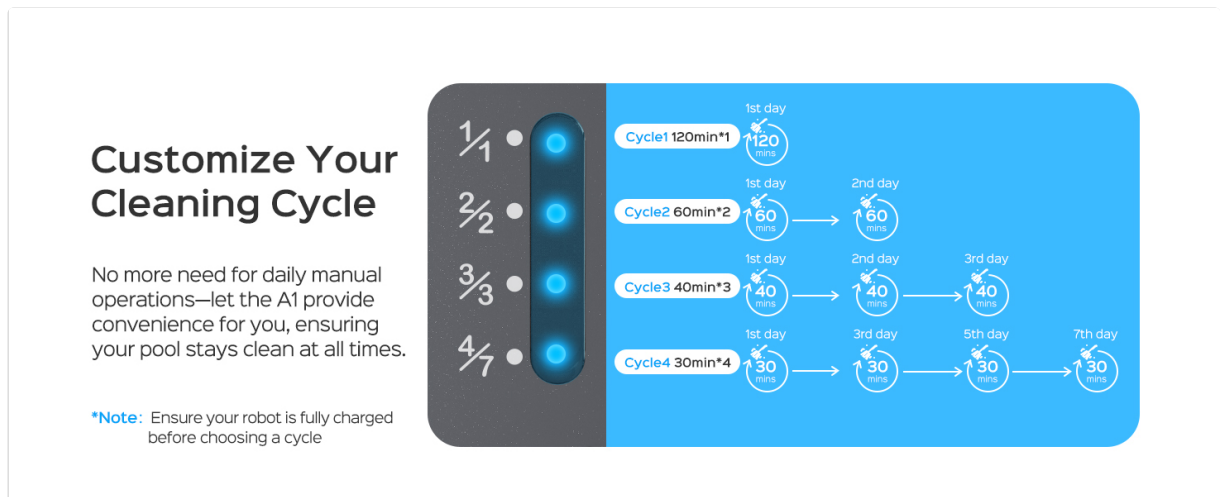 Customize Your
Cleaning Cycle
No more need for daily manual
operations—let the A1 provide
convenience for you, ensuring
your pool stays clean at all times.
*Note: Ensure your robot is fully charged
before choosing a cycle
1/1
2/2
3/3
4/7
1st day
Cycle1 120min*1
120
mins
1st day
2nd day
Cycle2 60min*2
60
mins
60
mins
1st day
2nd day
3rd day
Cycle3 40min*3
40
mins
40
mins
40
mins
1st day
3rd day
5th day
7th day
Cycle4 30min*4
30
mins
30
mins
30
mins
30
mins